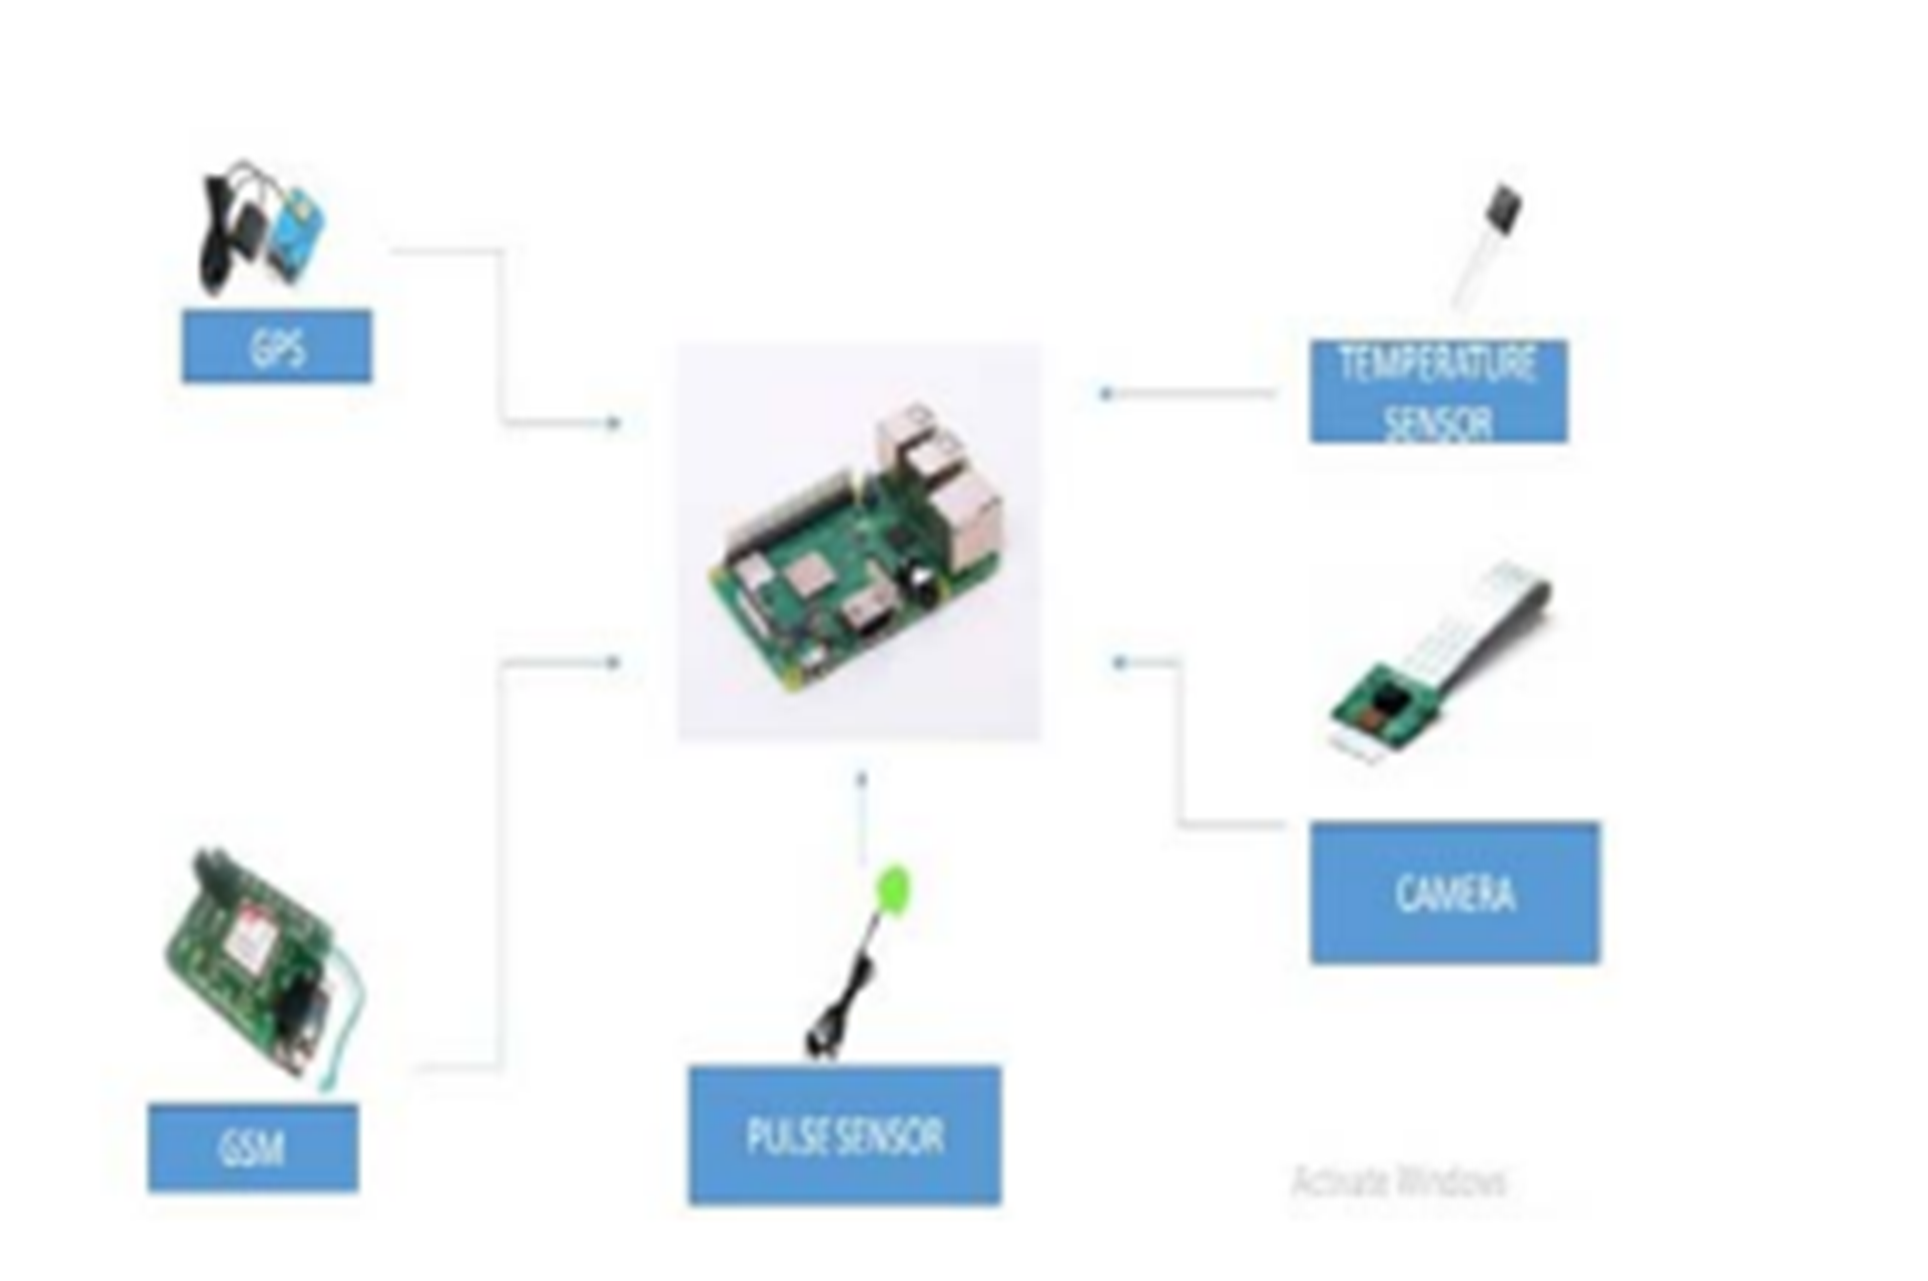 GPS
TEMPERATURE
SENSOR
CAMERA
GSM
PULSE SENSOR
Activate Windows